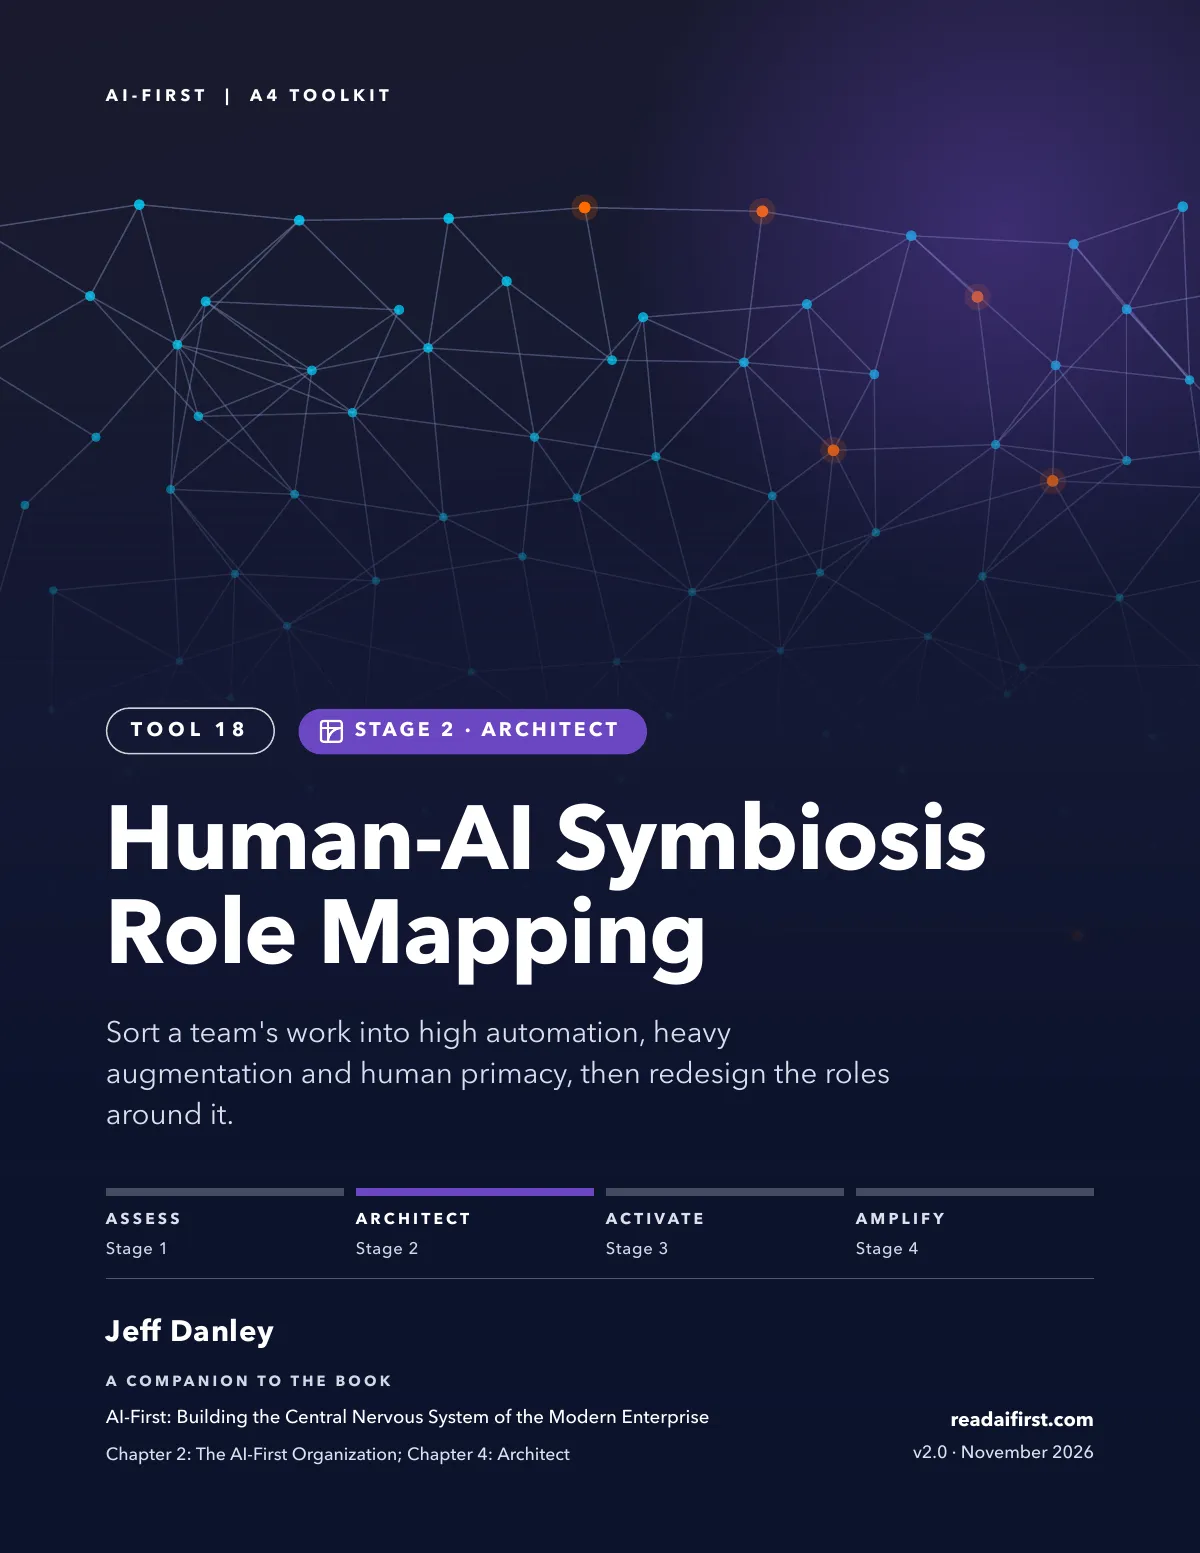 AI-FIRST | A4 TOOLKIT
TOOL 18
STAGE 2 · ARCHITECT
Human-AI Symbiosis
Role Mapping
Sort a team's work into high automation, heavy
augmentation and human primacy, then redesign the roles
around it.
ASSESS
Stage 1
ARCHITECT
Stage 2
ACTIVATE
Stage 3
AMPLIFY
Stage 4
Jeff Danley
A COMPANION TO THE BOOK
AI-First: Building the Central Nervous System of the Modern Enterprise
Chapter 2: The AI-First Organization; Chapter 4: Architect
readaifirst.com
v2.0 · November 2026